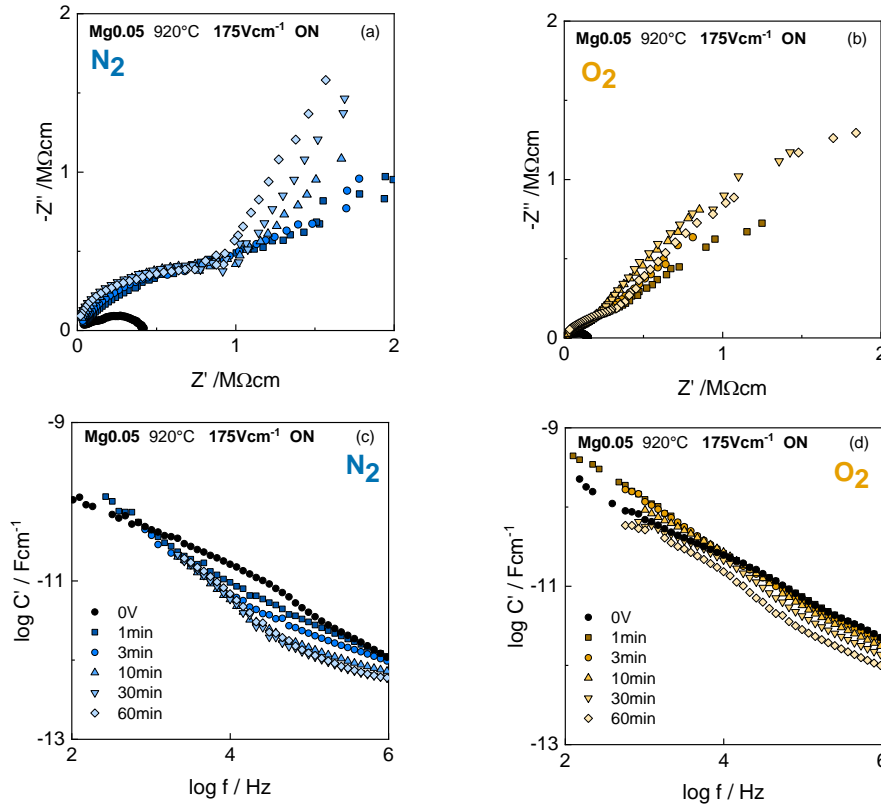 Mg0.05 920°C 175Vcm⁻¹ ON (a)
N₂
2
1
0
-Z'' /MΩcm
0 1 2
Z' /MΩcm
Mg0.05 920°C 175Vcm⁻¹ ON (b)
O₂
2
1
0
-Z'' /MΩcm
0 1 2
Z' /MΩcm
Mg0.05 920°C 175Vcm⁻¹ ON (c)
N₂
-9
-11
-13
log C' / Fcm⁻¹
0V
1min
3min
10min
30min
60min
2 4 6
log f / Hz
Mg0.05 920°C 175Vcm⁻¹ ON (d)
O₂
-9
-11
-13
log C' / Fcm⁻¹
0V
1min
3min
10min
30min
60min
2 4 6
log f / Hz